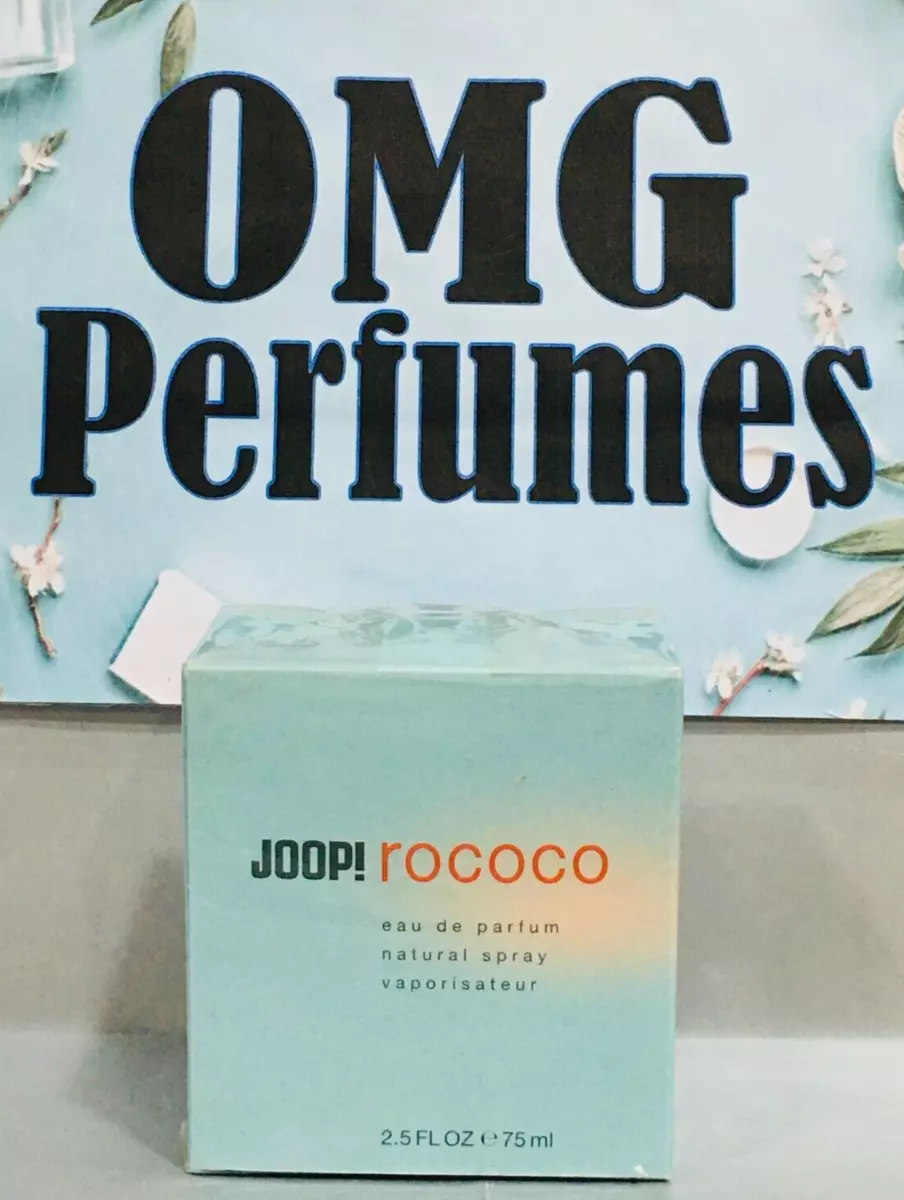 OMG
Perfumes
JOOP! rococo
eau de parfum
natural spray
vaporisateur
2.5 FL OZ ℮ 75 ml